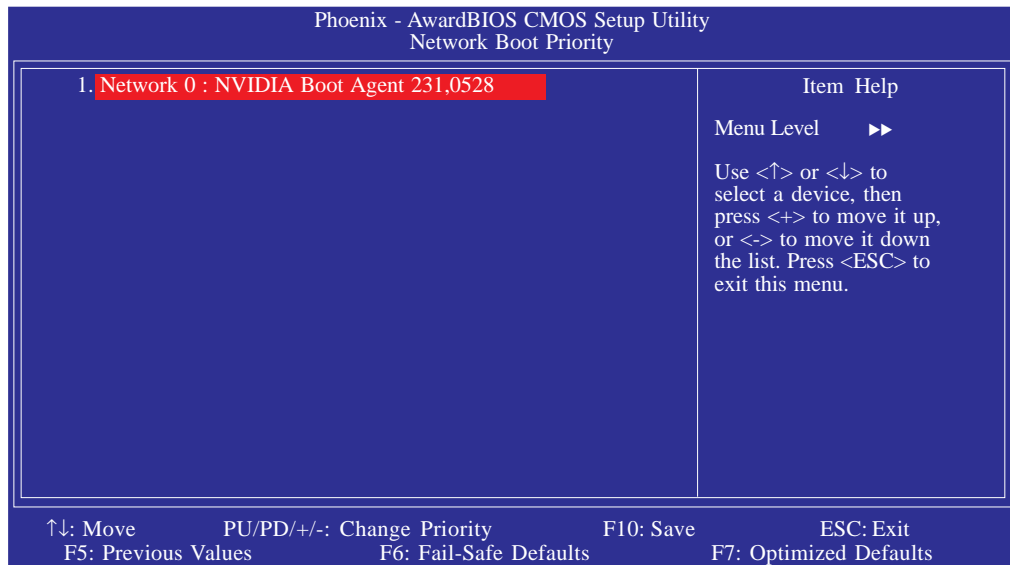 Phoenix - AwardBIOS CMOS Setup Utility
Network Boot Priority
1. Network 0 : NVIDIA Boot Agent 231,0528
Item Help
Menu Level ▶▶
Use <↑> or <↓> to
select a device, then
press <+> to move it up,
or <-> to move it down
the list. Press <ESC> to
exit this menu.
↑↓: Move PU/PD/+/-: Change Priority F10: Save ESC: Exit
F5: Previous Values F6: Fail-Safe Defaults F7: Optimized Defaults